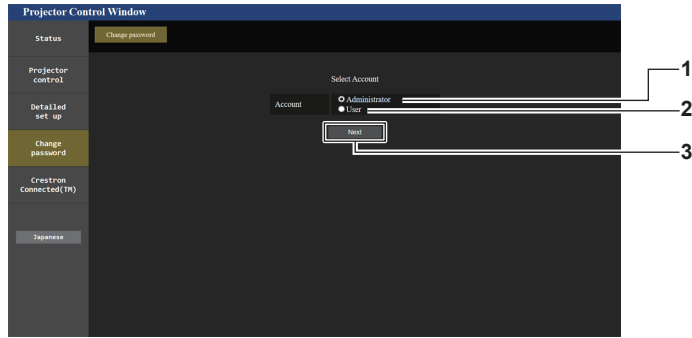 Projector Control Window
Status
Change password
Projector
control
Detailed
set up
Change
password
Crestron
Connected(TM)
Japanese
Select Account
Account
Administrator
User
Next
1
2
3